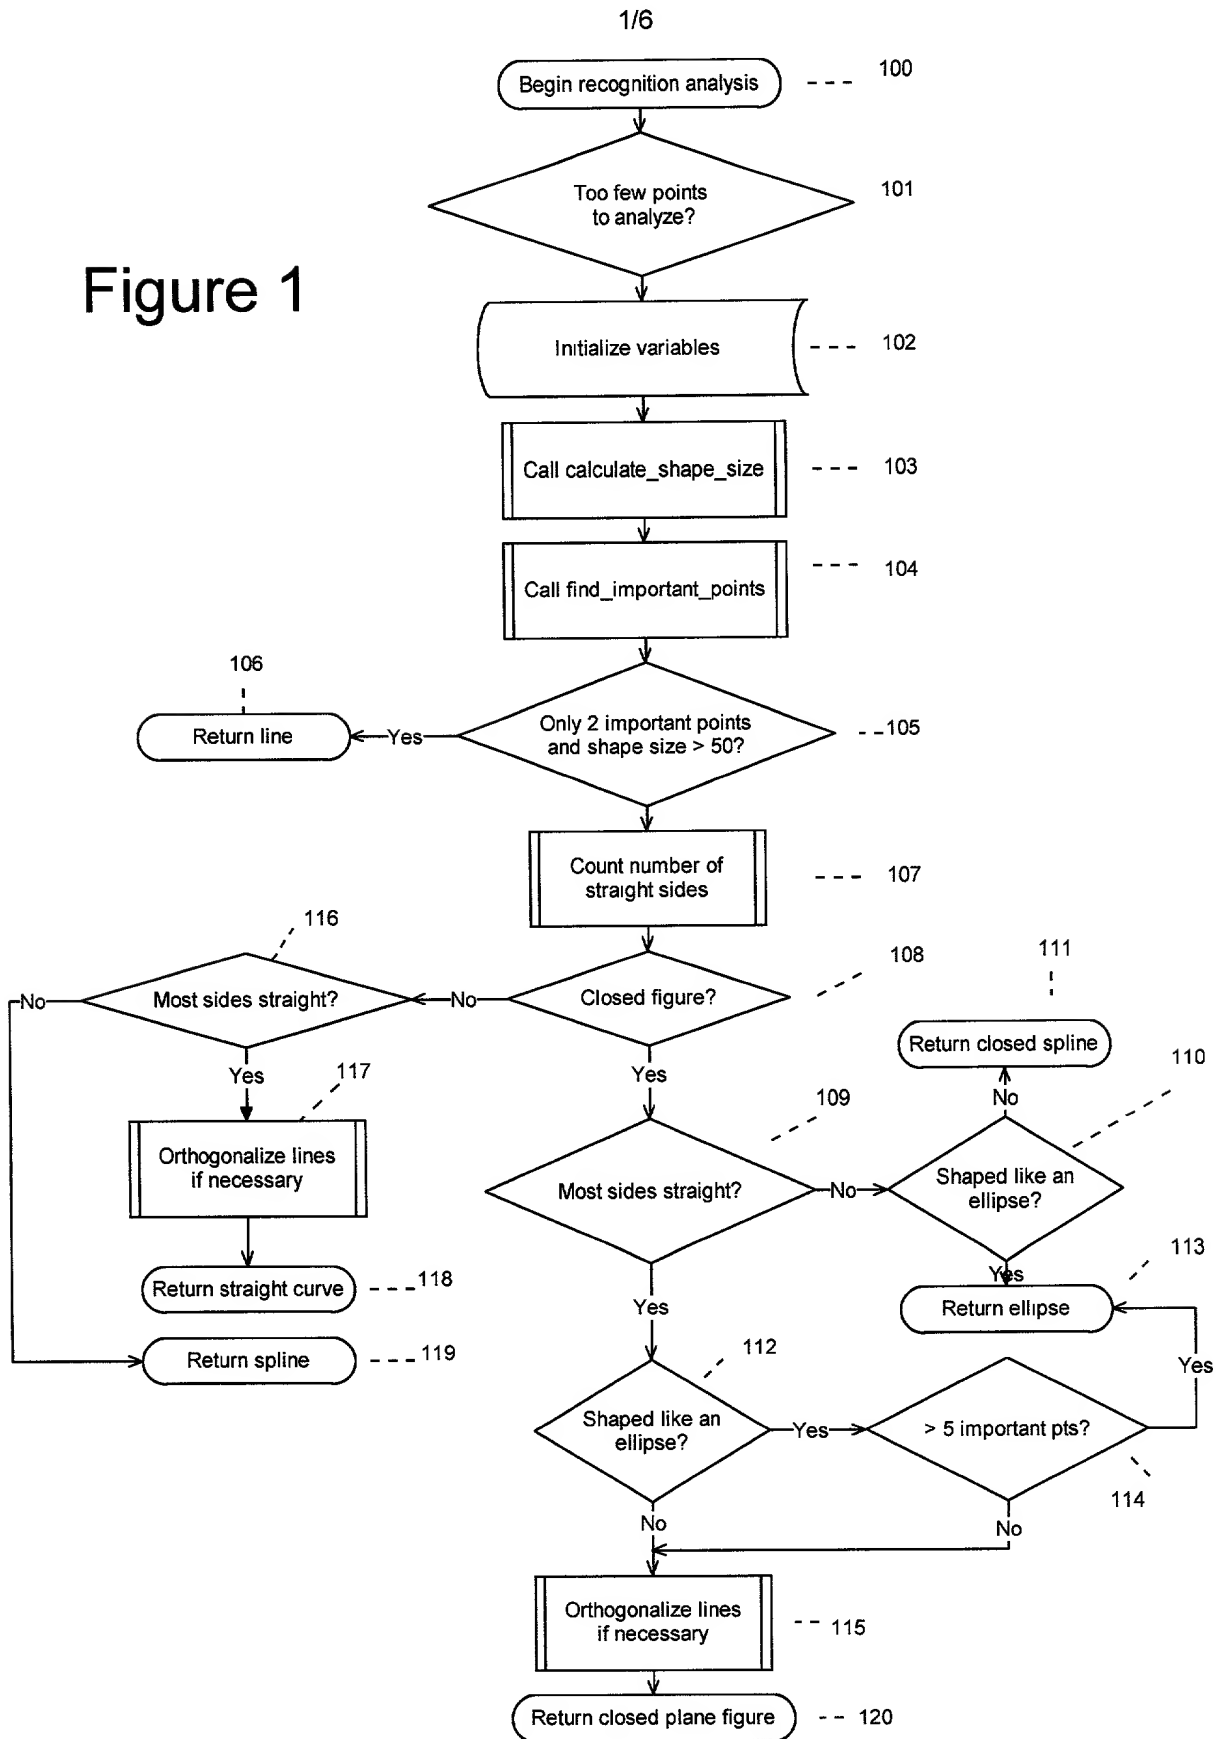 1/6
Begin recognition analysis
100
Too few points
to analyze?
101
Figure 1
Initialize variables
102
Call calculate_shape_size
103
Call find_important_points
104
106
Return line
Yes
Only 2 important points
and shape size > 50?
105
Count number of
straight sides
107
116
108
111
No
Most sides straight?
No
Closed figure?
Return closed spline
110
Yes
117
Yes
No
109
Orthogonalize lines
if necessary
Most sides straight?
No
Shaped like an
ellipse?
113
Yes
Return straight curve
118
Yes
Return ellipse
Return spline
119
112
Yes
Shaped like an
ellipse?
Yes
> 5 important pts?
114
No
No
Orthogonalize lines
if necessary
115
Return closed plane figure
120